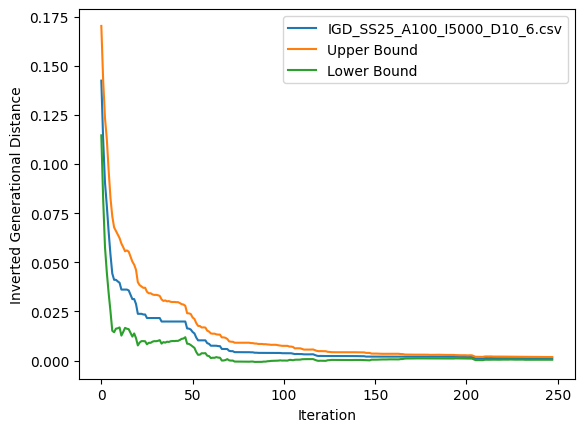 IGD_SS25_A100_I5000_D10_6.csv
Upper Bound
Lower Bound
Inverted Generational Distance
0.175
0.150
0.125
0.100
0.075
0.050
0.025
0.000
0 50 100 150 200 250
Iteration